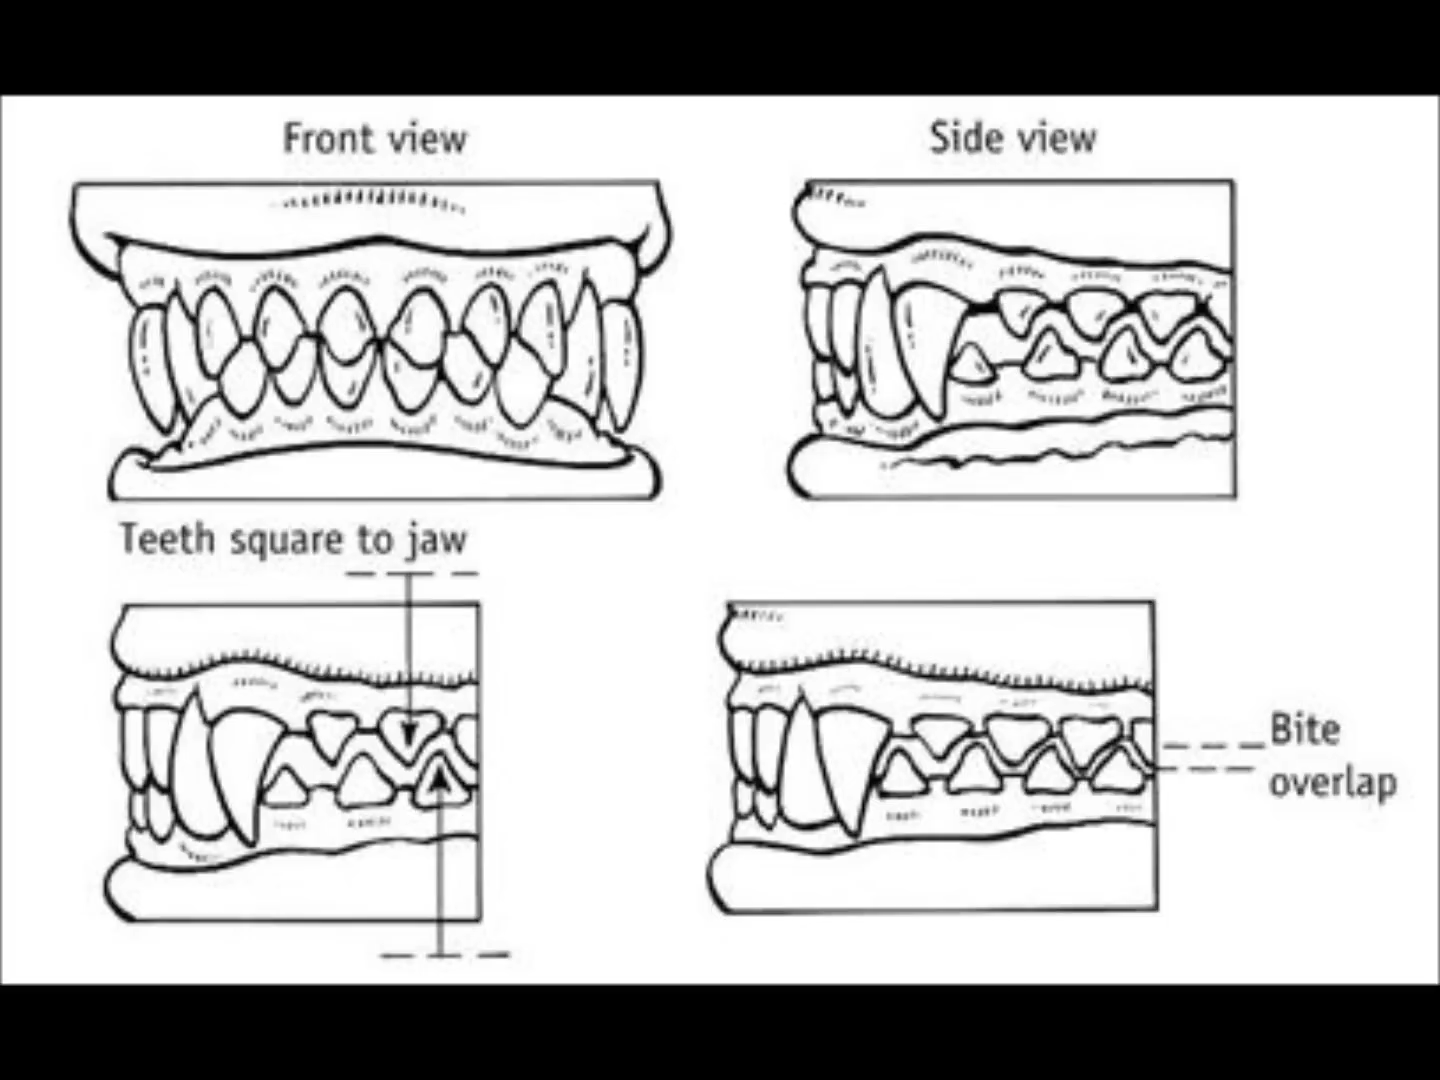 Front view
Side view
Teeth square to jaw
Bite
overlap